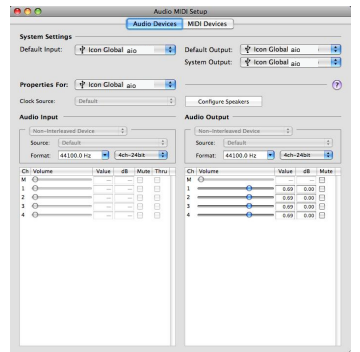 Audio MIDI Setup
Audio Devices MIDI Devices
System Settings
Default Input: Icon Global aio Default Output: Icon Global aio
System Output: Icon Global aio
Properties For: Icon Global aio ?
Clock Source: Default Configure Speakers
Audio Input Audio Output
Non-Interleaved Device Non-Interleaved Device
Source: Default Source: Default
Format: 44100.0 Hz 4ch-24bit Format: 44100.0 Hz 4ch-24bit
Ch Volume Value dB Mute Thru Ch Volume Value dB Mute
M -- -- M -- --
1 -- -- 1 0.69 0.00
2 -- -- 2 0.69 0.00
3 -- -- 3 0.69 0.00
4 -- -- 4 0.69 0.00